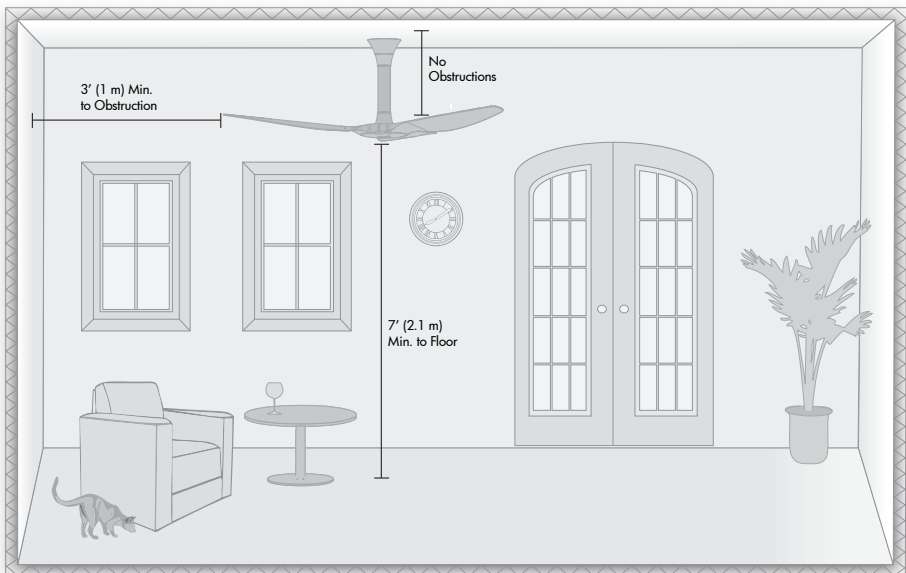 No
Obstructions
3’ (1 m) Min.
to Obstruction
7’ (2.1 m)
Min. to Floor